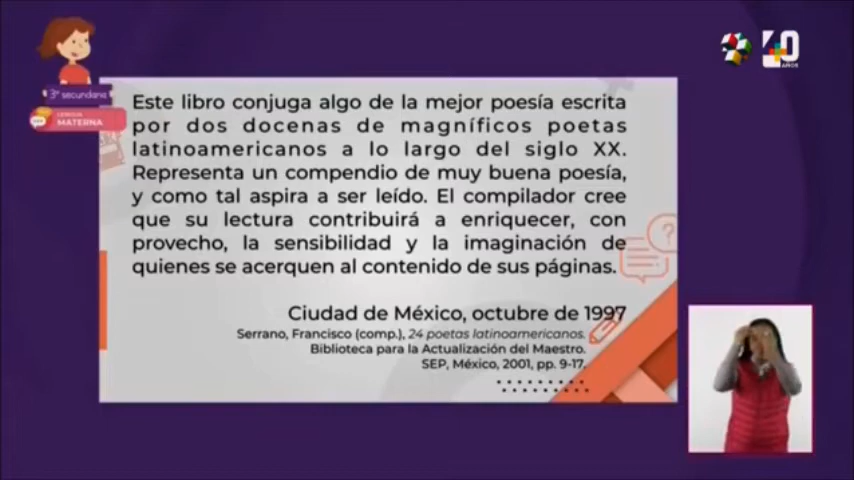 3° secundaria
LENGUA
MATERNA
40
AÑOS
Este libro conjuga algo de la mejor poesía escrita
por dos docenas de magníficos poetas
latinoamericanos a lo largo del siglo XX.
Representa un compendio de muy buena poesía,
y como tal aspira a ser leído. El compilador cree
que su lectura contribuirá a enriquecer, con
provecho, la sensibilidad y la imaginación de
quienes se acerquen al contenido de sus páginas.
Ciudad de México, octubre de 1997
Serrano, Francisco (comp.), 24 poetas latinoamericanos.
Biblioteca para la Actualización del Maestro.
SEP, México, 2001, pp. 9-17.